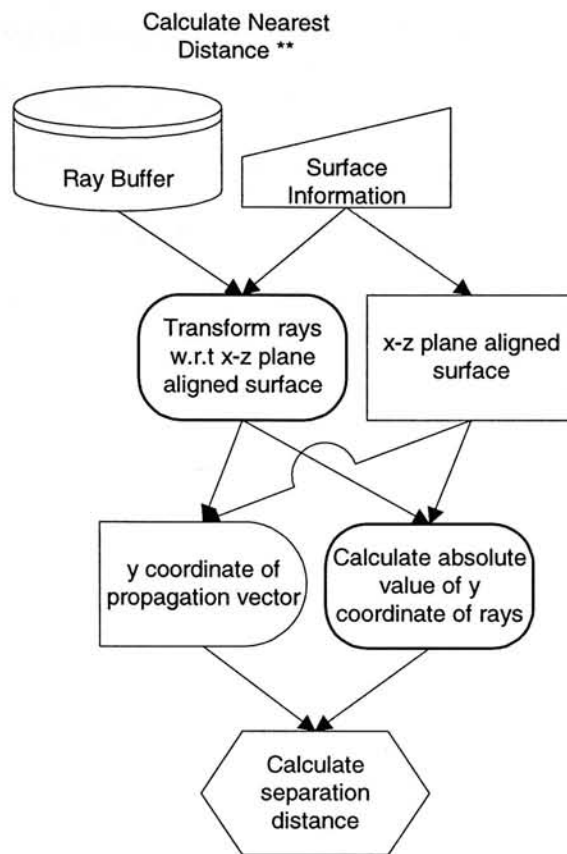 Calculate Nearest
Distance **
Ray Buffer
Surface
Information
Transform rays
w.r.t x-z plane
aligned surface
x-z plane aligned
surface
y coordinate of
propagation vector
Calculate absolute
value of y
coordinate of rays
Calculate
separation
distance